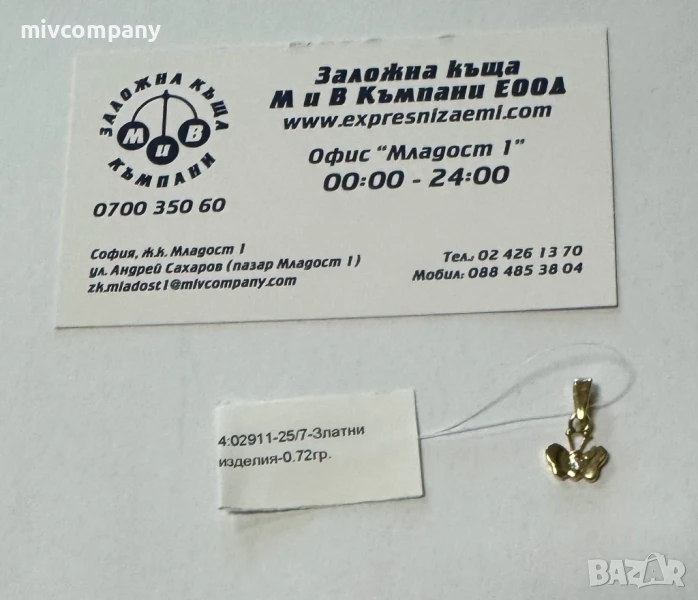 mivcompany
ЗАЛОЖНА КЪЩА
М И В
КЪМПАНИ
0700 350 60
Заложна къща
М и В Къмпани ЕООД
www.expresnizaemi.com
Офис "Младост 1"
00:00 - 24:00
София, ж.к. Младост 1
ул. Андрей Сахаров (пазар Младост 1)
zk.mladost1@mivcompany.com
Тел.: 02 426 13 70
Мобил: 088 485 38 04
4:02911-25/7-Златни
изделия-0.72гр.
BAZAR